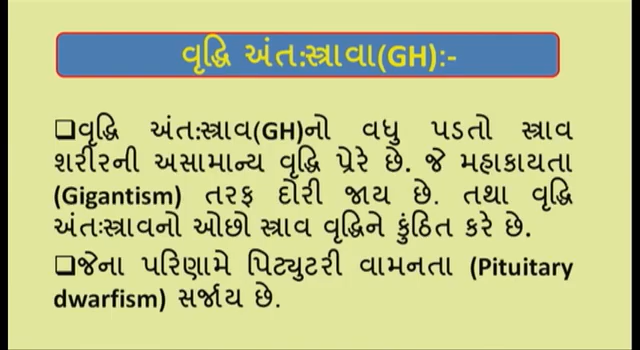 વૃદ્ધિ અંત:સ્ત્રાવા(GH):-
❑વૃદ્ધિ અંત:સ્ત્રાવ(GH)નો વધુ પડતો સ્ત્રાવ
શરીરની અસામાન્ય વૃદ્ધિ પ્રેરે છે. જે મહાકાયતા
(Gigantism) તરફ દોરી જાય છે. તથા વૃદ્ધિ
અંતઃસ્ત્રાવનો ઓછો સ્ત્રાવ વૃદ્ધિને કુંઠિત કરે છે.
❑જેના પરિણામે પિટ્યુટરી વામનતા (Pituitary
dwarfism) સર્જાય છે.